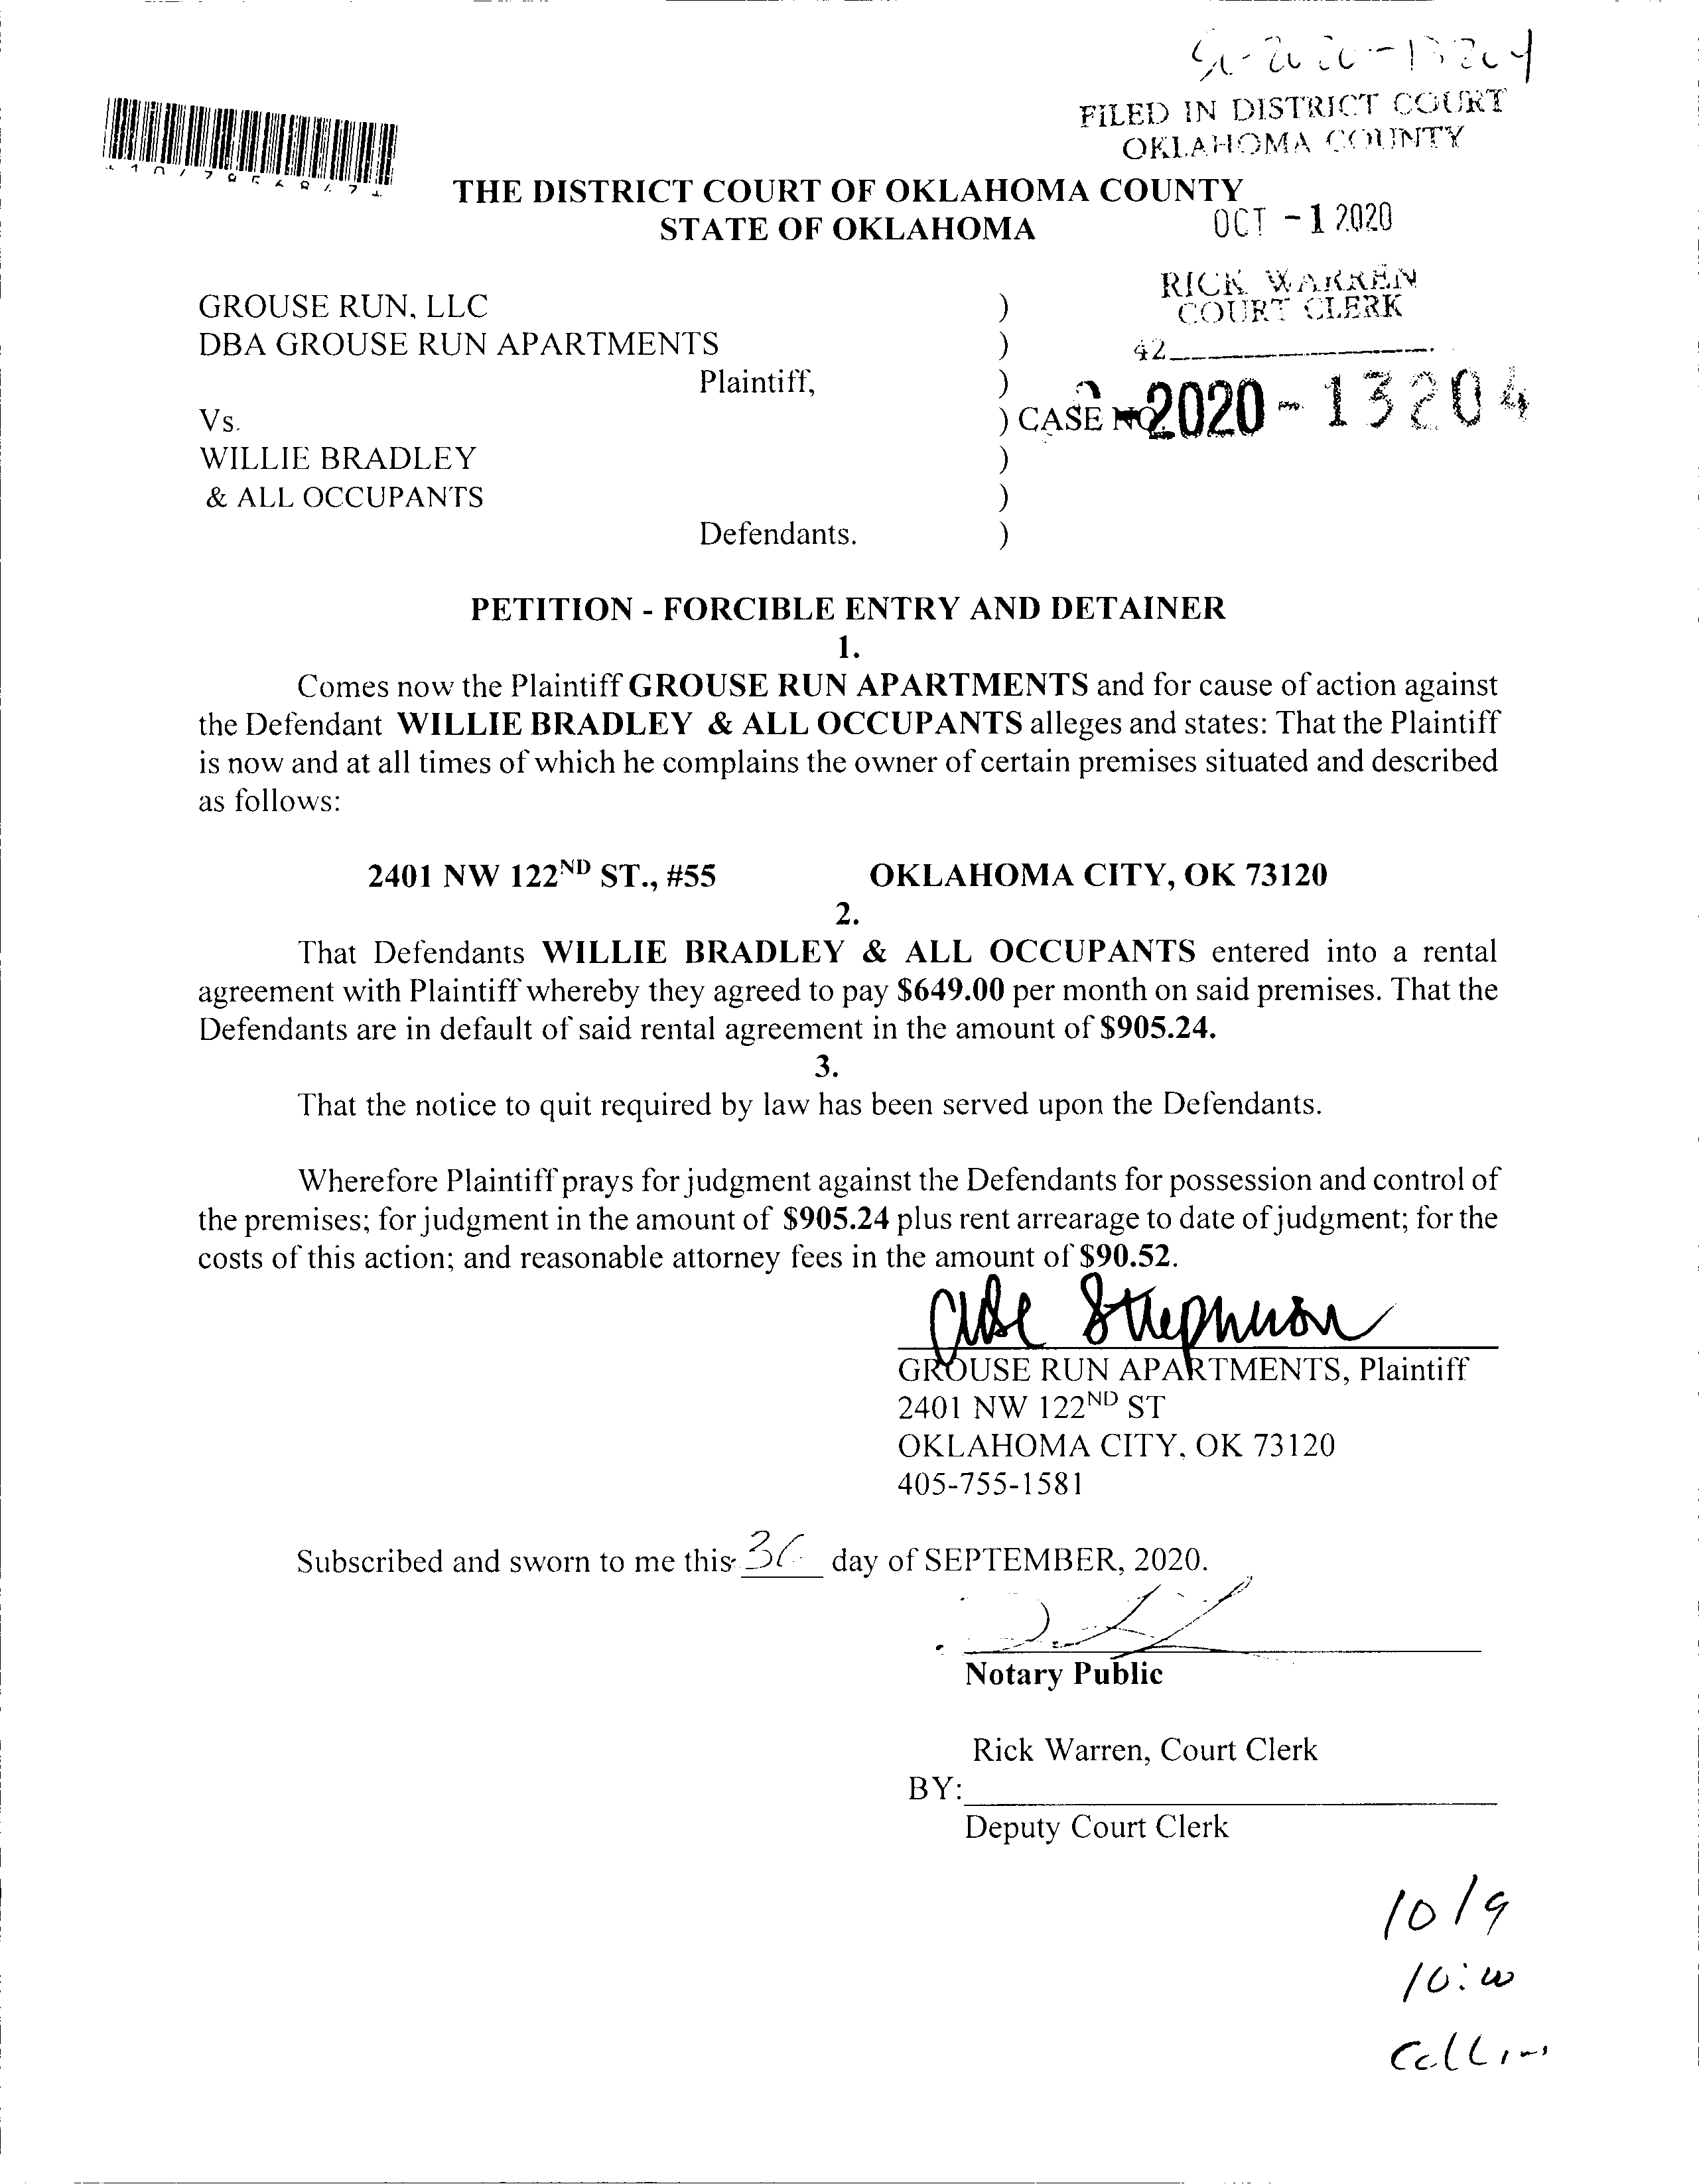 SC-2020-13204
FILED IN DISTRICT COURT
OKLAHOMA COUNTY
THE DISTRICT COURT OF OKLAHOMA COUNTY
STATE OF OKLAHOMA
OCT -1 2020
RICK WARREN
COURT CLERK
42
GROUSE RUN, LLC )
DBA GROUSE RUN APARTMENTS )
Plaintiff, )
Vs. ) CASE NO. 2020-13204
WILLIE BRADLEY )
& ALL OCCUPANTS )
Defendants. )
PETITION - FORCIBLE ENTRY AND DETAINER
1.
Comes now the Plaintiff GROUSE RUN APARTMENTS and for cause of action against
the Defendant WILLIE BRADLEY & ALL OCCUPANTS alleges and states: That the Plaintiff
is now and at all times of which he complains the owner of certain premises situated and described
as follows:
2401 NW 122ND ST., #55 OKLAHOMA CITY, OK 73120
2.
That Defendants WILLIE BRADLEY & ALL OCCUPANTS entered into a rental
agreement with Plaintiff whereby they agreed to pay $649.00 per month on said premises. That the
Defendants are in default of said rental agreement in the amount of $905.24.
3.
That the notice to quit required by law has been served upon the Defendants.
Wherefore Plaintiff prays for judgment against the Defendants for possession and control of
the premises; for judgment in the amount of $905.24 plus rent arrearage to date of judgment; for the
costs of this action; and reasonable attorney fees in the amount of $90.52.
Stephenson
GROUSE RUN APARTMENTS, Plaintiff
2401 NW 122ND ST
OKLAHOMA CITY, OK 73120
405-755-1581
Subscribed and sworn to me this 30 day of SEPTEMBER, 2020.
Notary Public
Rick Warren, Court Clerk
BY:
Deputy Court Clerk
10/9
10:00
Collins